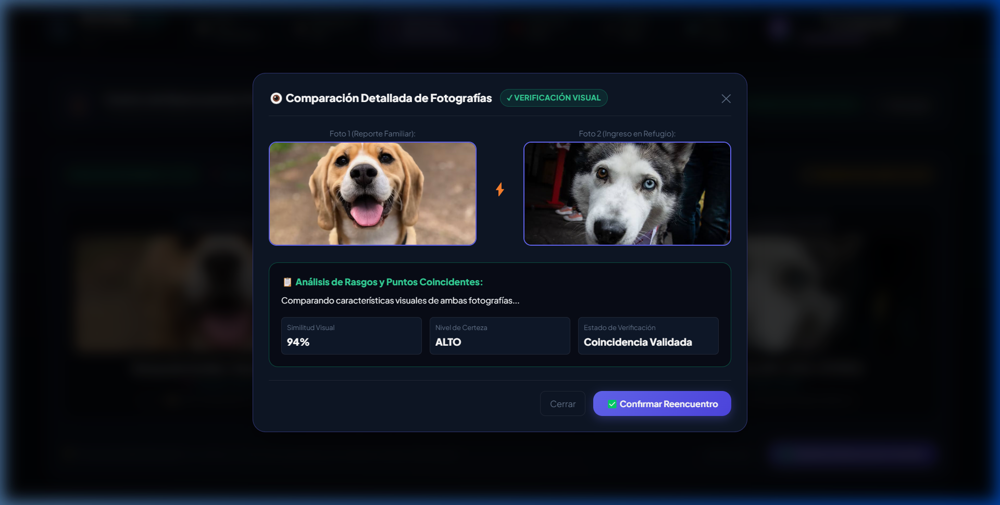 👁 Comparación Detallada de Fotografías
✓ VERIFICACIÓN VISUAL
Foto 1 (Reporte Familiar):
Foto 2 (Ingreso en Refugio):
📋 Análisis de Rasgos y Puntos Coincidentes:
Comparando características visuales de ambas fotografías...
Similitud Visual
94%
Nivel de Certeza
ALTO
Estado de Verificación
Coincidencia Validada
Cerrar
✅ Confirmar Reencuentro